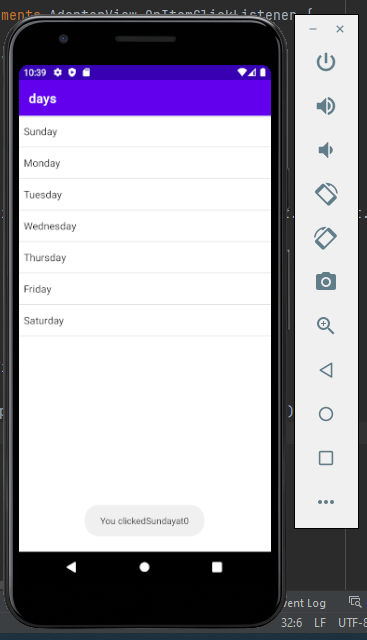 ments AdapterView.OnItemClickListener {
10:39
days
Sunday
Monday
Tuesday
Wednesday
Thursday
Friday
Saturday
You clickedSundayat0
)
vent Log
32:6 LF UTF-8